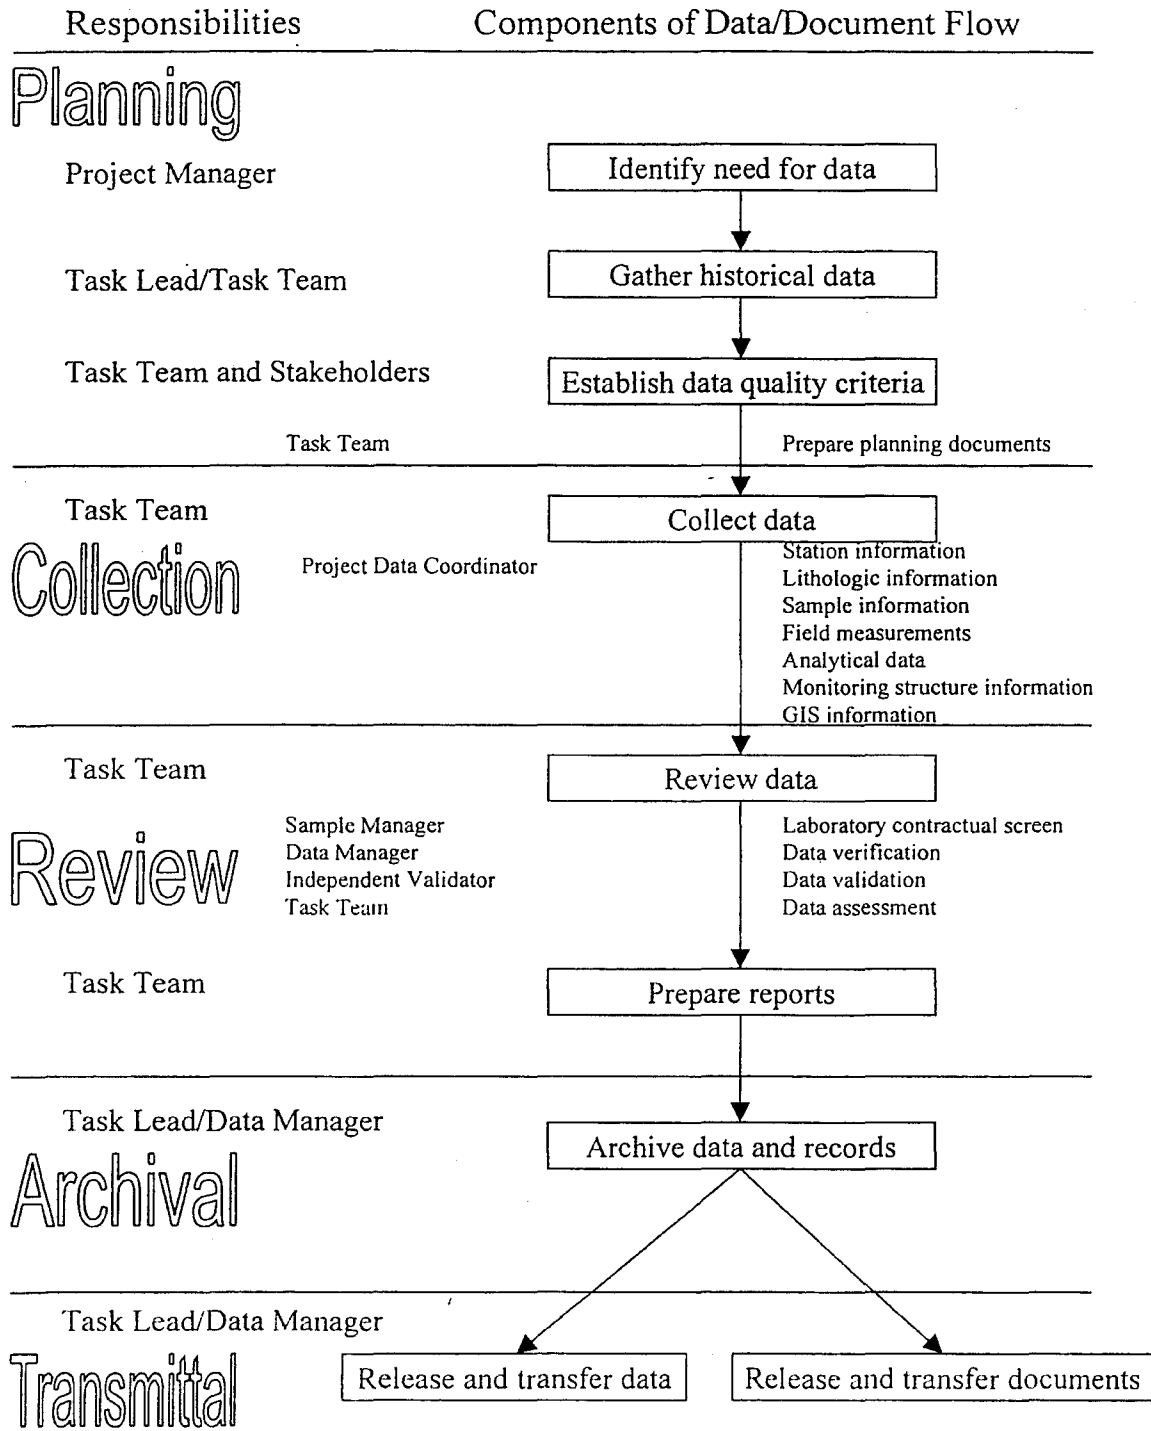 Responsibilities Components of Data/Document Flow
Planning
Project Manager Identify need for data
Task Lead/Task Team Gather historical data
Task Team and Stakeholders Establish data quality criteria
Task Team Prepare planning documents
Task Team Collect data
Collection
Project Data Coordinator
Station information
Lithologic information
Sample information
Field measurements
Analytical data
Monitoring structure information
GIS information
Task Team Review data
Review
Sample Manager Laboratory contractual screen
Data Manager Data verification
Independent Validator Data validation
Task Team Data assessment
Task Team Prepare reports
Task Lead/Data Manager
Archive data and records
Archival
Task Lead/Data Manager
Transmittal
Release and transfer data Release and transfer documents